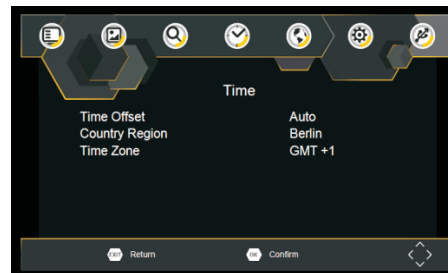 Time
Time Offset Auto
Country Region Berlin
Time Zone GMT +1
EXIT Return OK Confirm